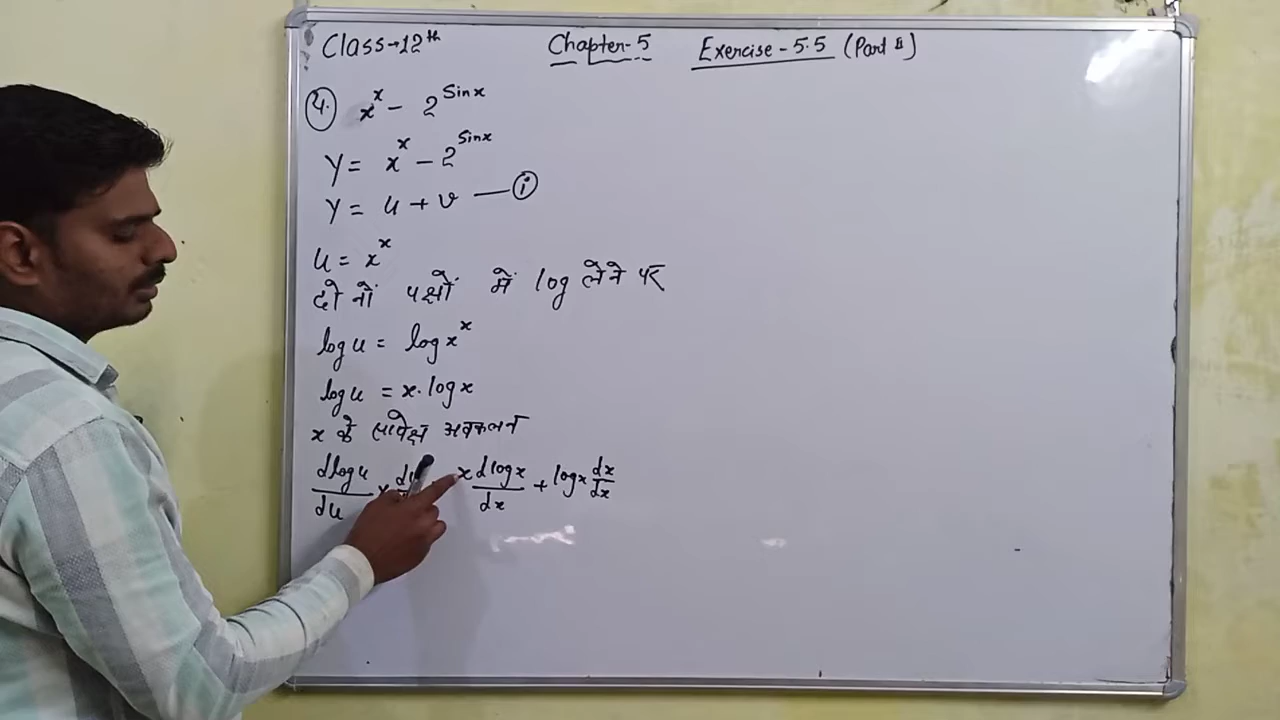 Class-12th Chapter-5 Exercise-5.5 (Part II)
4. x^x - 2^Sinx
Y = x^x - 2^Sinx
Y = u + v — i
u = x^x
दोनों पक्षों में log लेने पर
log u = log x^x
log u = x. log x
x के सापेक्ष अवकलन
dlogu/du × du = x dlogx/dx + logx dx/dx